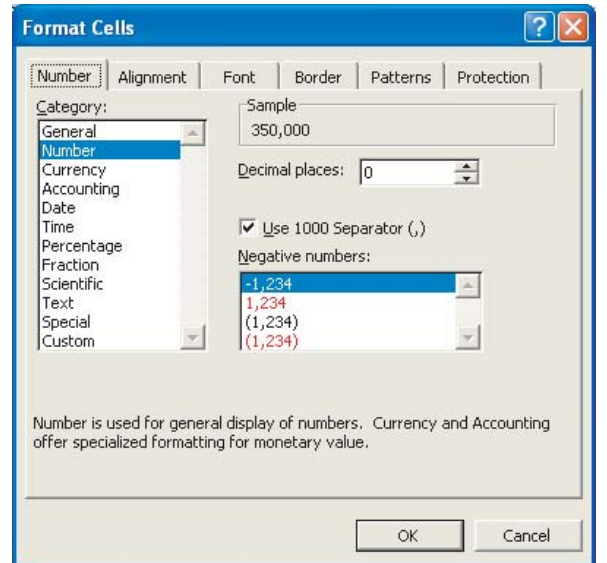 Format Cells
Number Alignment Font Border Patterns Protection
Category:
General
Number
Currency
Accounting
Date
Time
Percentage
Fraction
Scientific
Text
Special
Custom
Sample
350,000
Decimal places: 0
Use 1000 Separator (,)
Negative numbers:
-1,234
1,234
(1,234)
(1,234)
Number is used for general display of numbers. Currency and Accounting
offer specialized formatting for monetary value.
OK Cancel